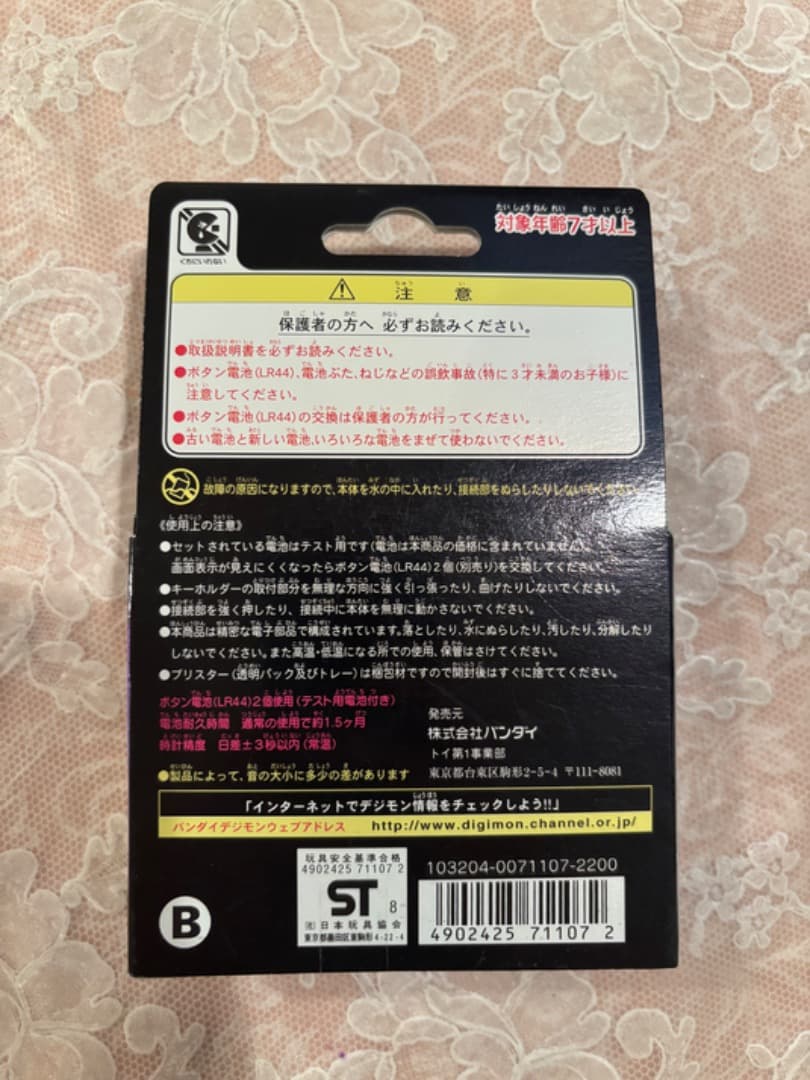 くちにいれない
対象年齢7才以上
注意
保護者の方へ 必ずお読みください。
●取扱説明書を必ずお読みください。
●ボタン電池(LR44)、電池ぶた、ねじなどの誤飲事故(特に3才未満のお子様)に
注意してください。
●ボタン電池(LR44)の交換は保護者の方が行ってください。
●古い電池と新しい電池、いろいろな電池をまぜて使わないでください。
故障の原因になりますので、本体を水の中に入れたり、接続部をぬらしたりしないでください。
《使用上の注意》
●セットされている電池はテスト用です(電池は本商品の価格に含まれていません)。
画面表示が見えにくくなったらボタン電池(LR44)2個(別売り)を交換してください。
●キーホルダーの取付部分を無理な方向に強く引っ張ったり、曲げたりしないでください。
●接続部を強く押したり、接続中に本体を無理に動かさないでください。
●本商品は精密な電子部品で構成されています。落としたり、水にぬらしたり、汚したり、分解したり
しないでください。また高温・低温になる所での使用、保管はさけてください。
●ブリスター(透明パック及びトレー)は梱包材ですので開封後はすぐに捨ててください。
ボタン電池(LR44)2個使用(テスト用電池付き)
電池耐久時間 通常の使用で約1.5ヶ月
時計精度 日差±3秒以内(常温)
●製品によって、音の大小に多少の差があります
発売元
株式会社バンダイ
トイ第1事業部
東京都台東区駒形2-5-4 〒111-8081
「インターネットでデジモン情報をチェックしよう!!」
バンダイデジモンウェブアドレス http://www.digimon.channel.or.jp/
B
玩具安全基準合格
4902425 71107 2
ST 8-
(社)日本玩具協会
東京都墨田区東駒形4-22-4
103204-0071107-2200
4902425 711072